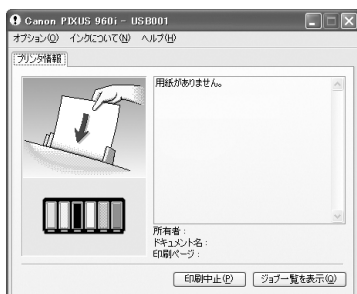 Canon PIXUS 960i - USB001
オプション(O) インクについて(N) ヘルプ(H)
プリンタ情報
用紙がありません。
所有者:
ドキュメント名:
印刷ページ:
印刷中止(P) ジョブ一覧を表示(Q)